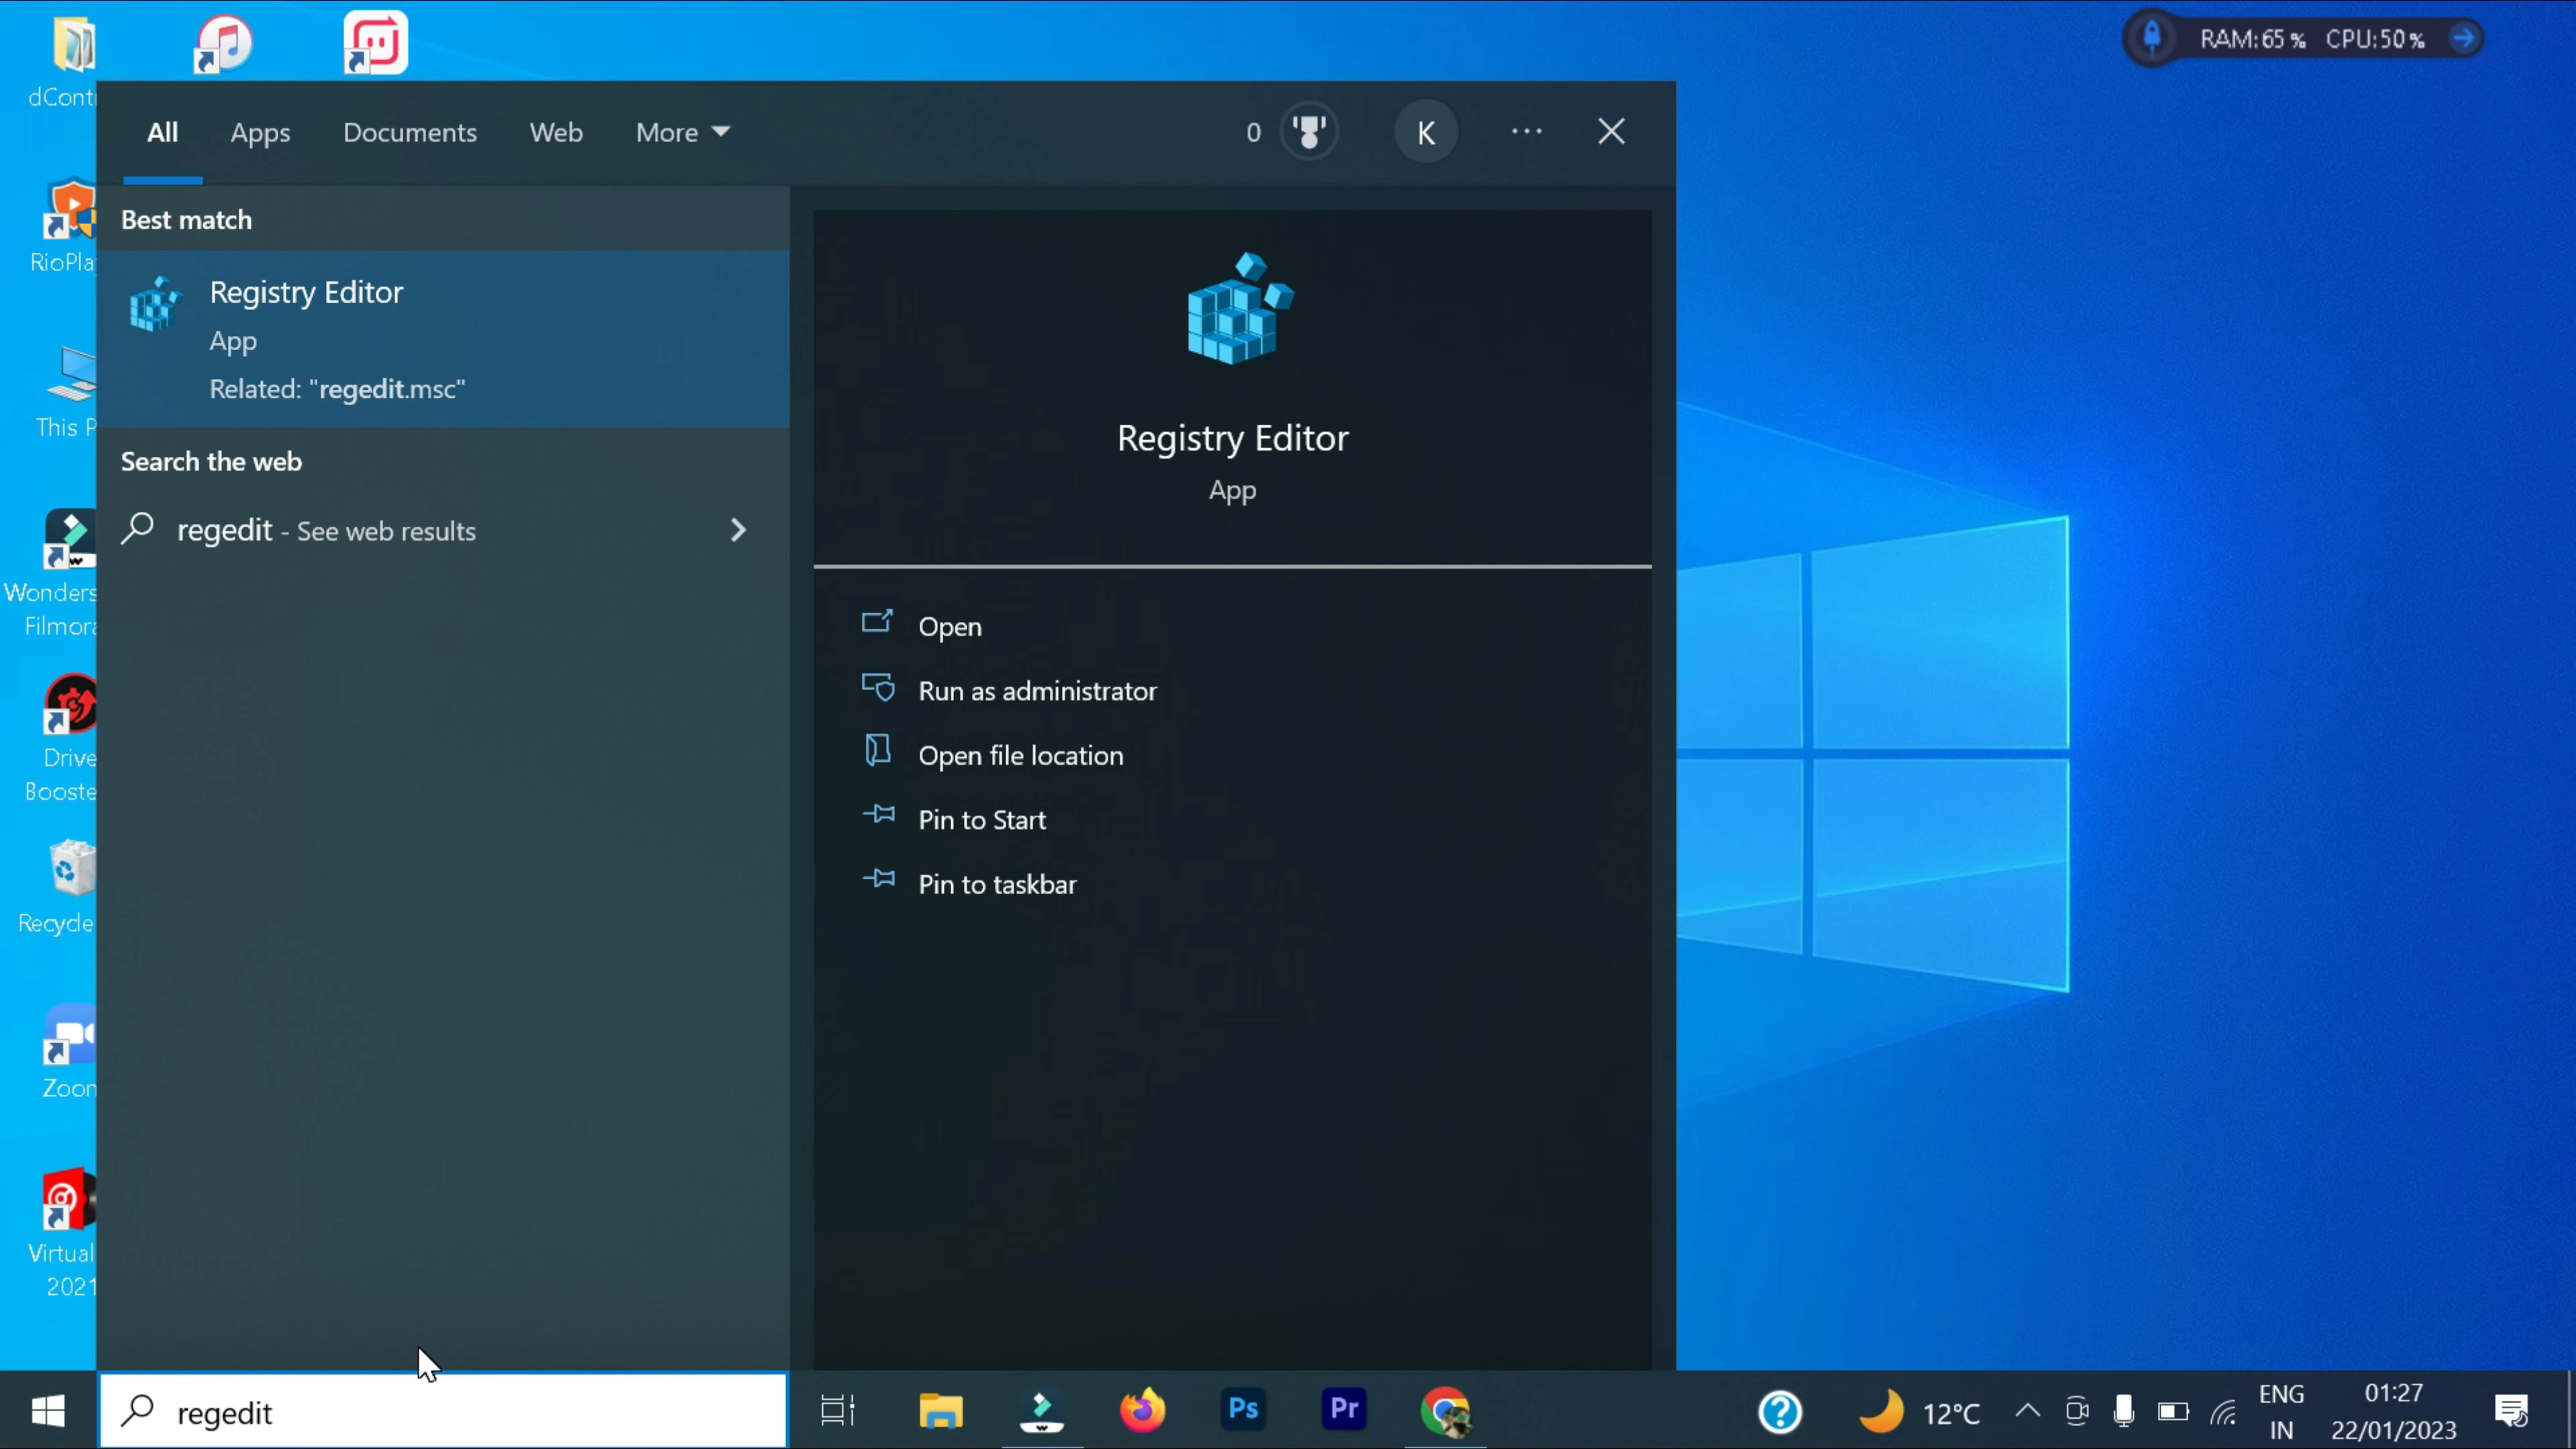 RAM:65 % CPU:50 %
dCont
All Apps Documents Web More
0 K
Best match
Registry Editor
App
Related: "regedit.msc"
Search the web
regedit - See web results
Registry Editor
App
Open
Run as administrator
Open file location
Pin to Start
Pin to taskbar
RioPla
This P
Wonders
Filmora
Drive
Booste
Recycle
Zoon
Virtual
2021
regedit
Ps
Pr
12°C
ENG
IN
01:27
22/01/2023